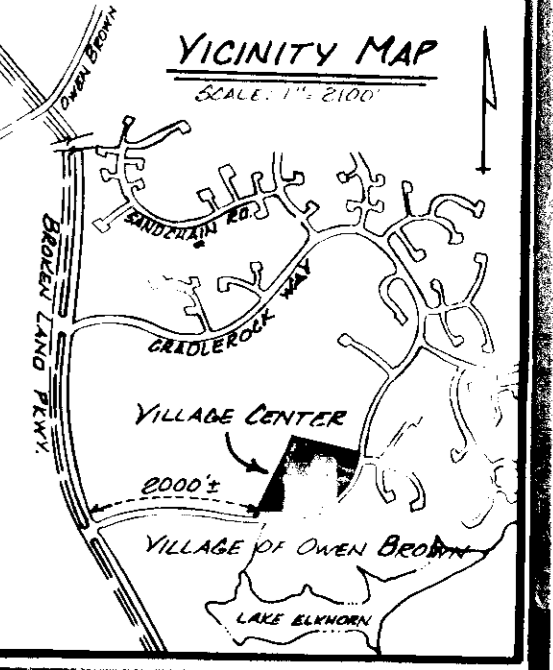 VICINITY MAP
SCALE: 1"= 2100'
OWEN BROWN
SANDCHAIN RD.
BROKEN LAND PKWY.
CRADLEROCK WAY
VILLAGE CENTER
2000'±
VILLAGE OF OWEN BROWN
LAKE ELKHORN